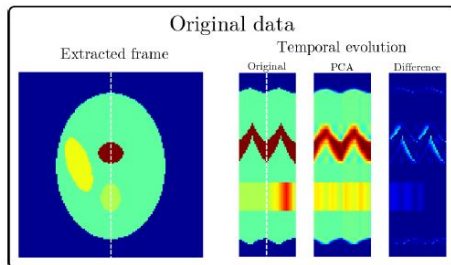 Original data
Extracted frame
Temporal evolution
Original
PCA
Difference